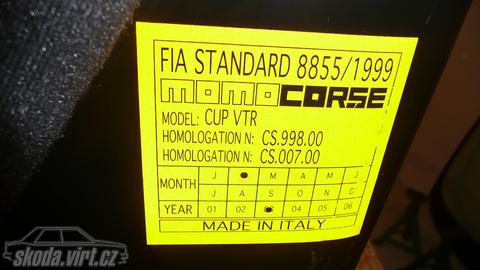 FIA STANDARD 8855/1999
MOMOCORSE
MODEL: CUP VTR
HOMOLOGATION N: CS.998.00
HOMOLOGATION N: CS.007.00
MONTH J M A M J
J A S O N D
YEAR 01 02 04 05 06
MADE IN ITALY
skoda.virt.cz